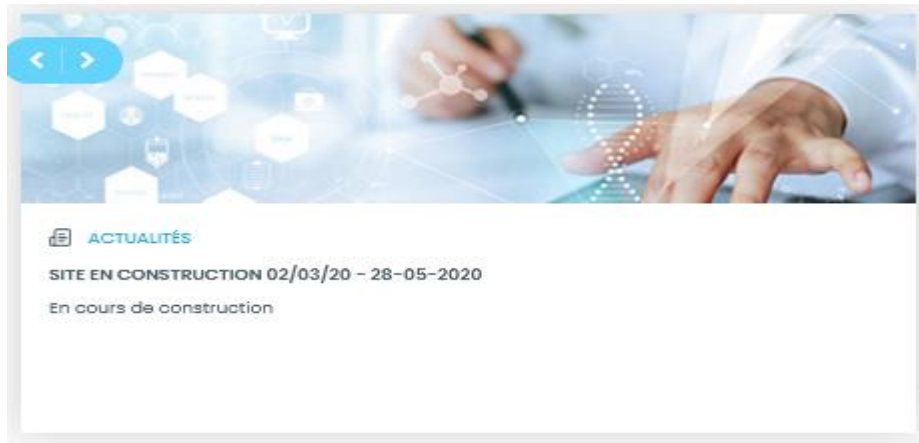 ACTUALITÉS
SITE EN CONSTRUCTION 02/03/20 - 28-05-2020
En cours de construction